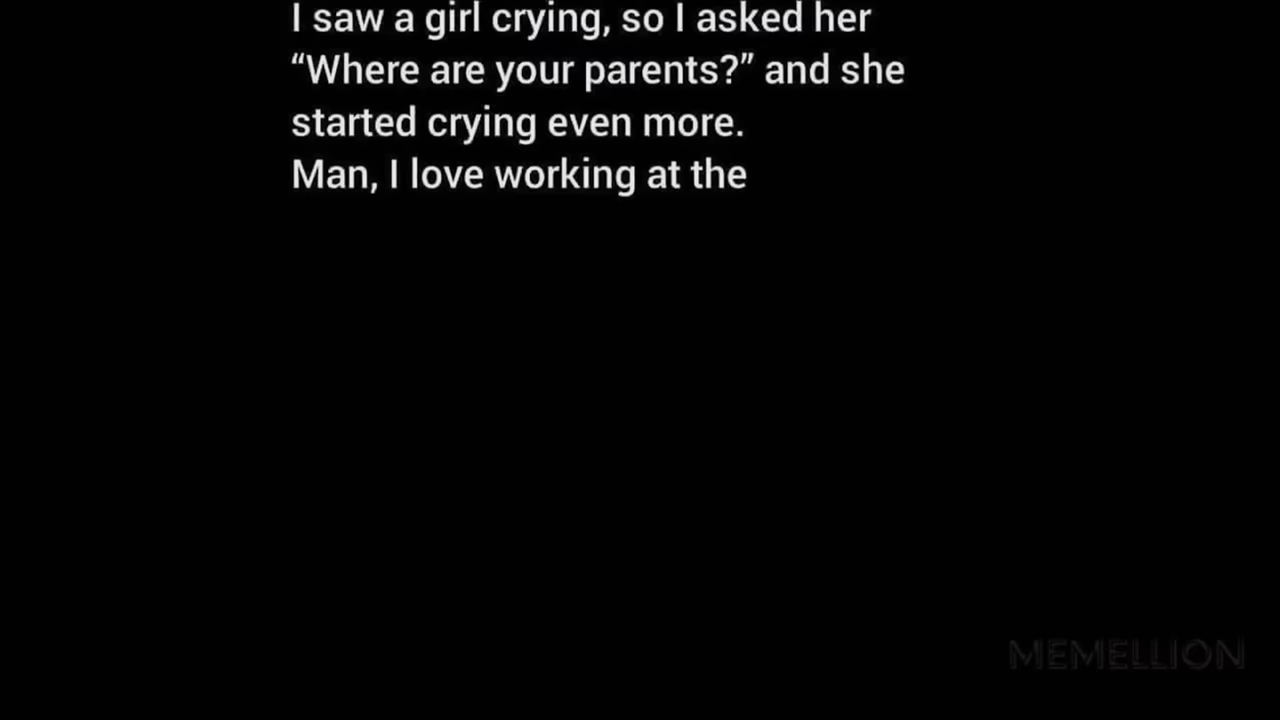 I saw a girl crying, so I asked her
“Where are your parents?” and she
started crying even more.
Man, I love working at the
MEMELLION